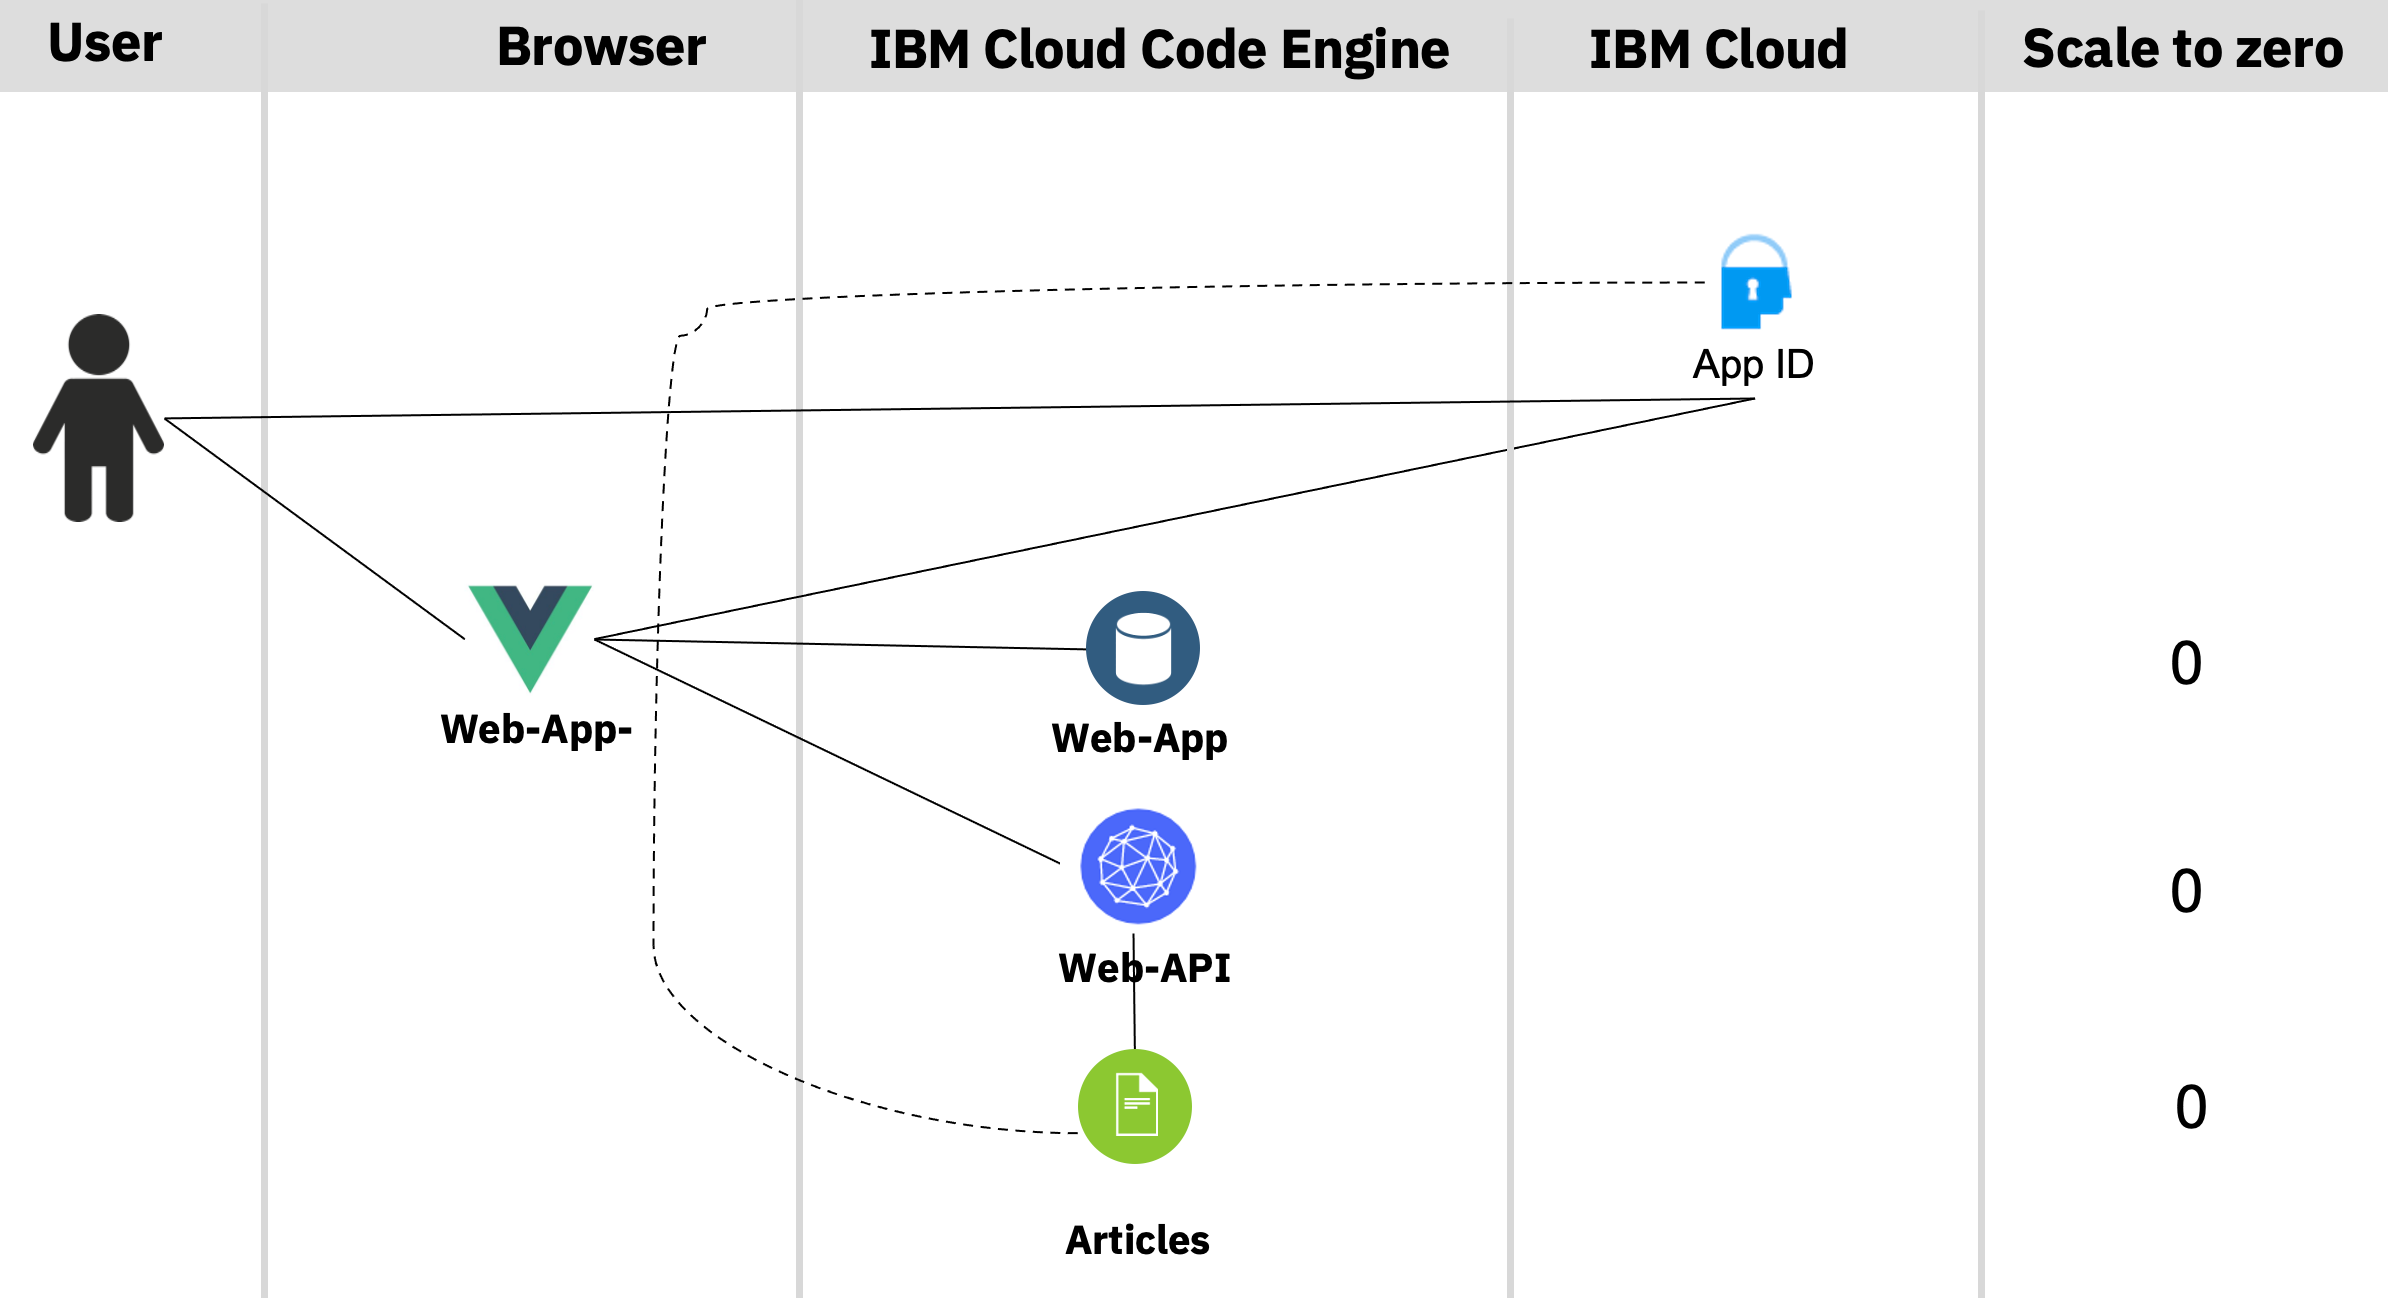 User
Browser
IBM Cloud Code Engine
IBM Cloud
Scale to zero
App ID
Web-App-
Web-App
0
Web-API
0
Articles
0